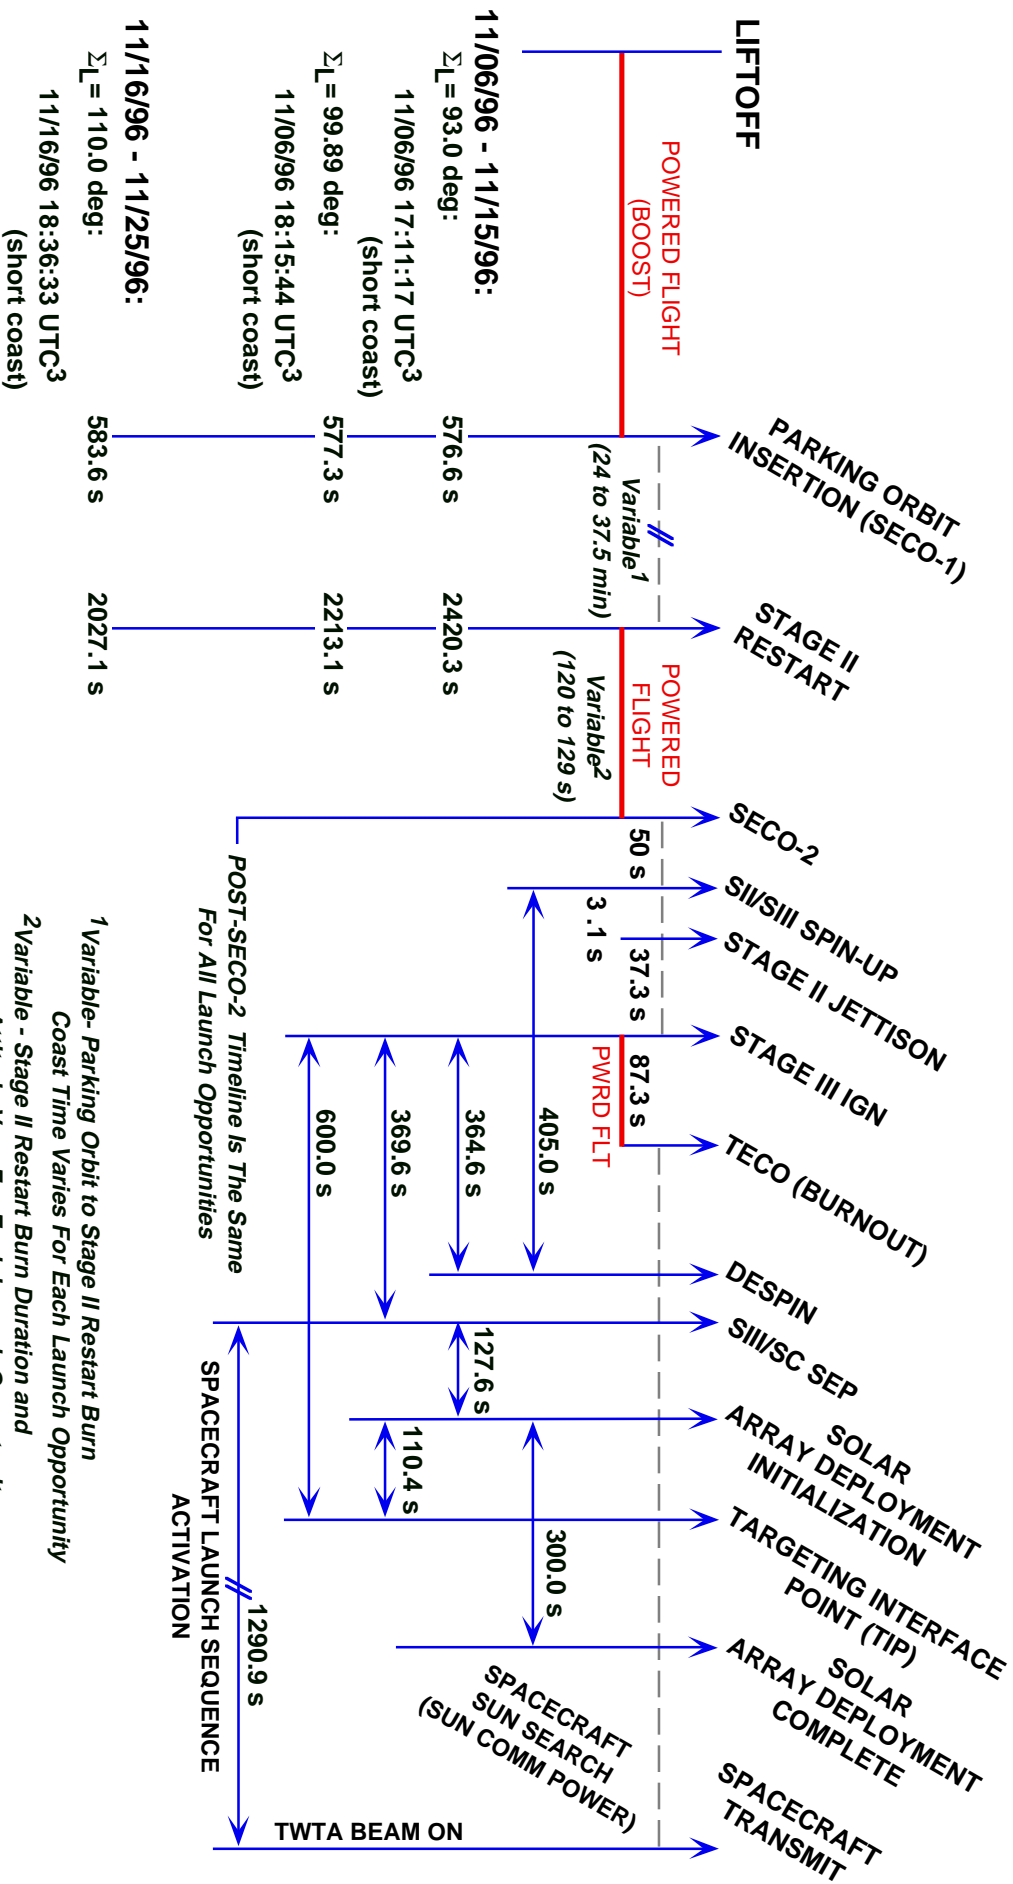 LIFTOFF
PARKING ORBIT
INSERTION (SECO-1)
STAGE II
RESTART
SECO-2
SII/SIII SPIN-UP
STAGE II JETTISON
STAGE III IGN
TECO (BURNOUT)
DESPIN
SIII/SC SEP
SOLAR
ARRAY DEPLOYMENT
INITIALIZATION
TARGETING INTERFACE
POINT (TIP)
SOLAR
ARRAY DEPLOYMENT
COMPLETE
SPACECRAFT
TRANSMIT
POWERED FLIGHT
(BOOST)
Variable1
(24 to 37.5 min)
POWERED
FLIGHT
Variable2
(120 to 129 s)
50 s
3 .1 s
37.3 s
87.3 s
PWRD FLT
405.0 s
364.6 s
369.6 s
600.0 s
127.6 s
110.4 s
300.0 s
SPACECRAFT
SUN SEARCH
(SUN COMM POWER)
TWTA BEAM ON
1290.9 s
SPACECRAFT LAUNCH SEQUENCE
ACTIVATION
POST-SECO-2 Timeline Is The Same
For All Launch Opportunities
11/06/96 - 11/15/96:
ΣL= 93.0 deg:
11/06/96 17:11:17 UTC3
(short coast)
576.6 s
2420.3 s
ΣL= 99.89 deg:
11/06/96 18:15:44 UTC3
(short coast)
577.3 s
2213.1 s
11/16/96 - 11/25/96:
ΣL= 110.0 deg:
11/16/96 18:36:33 UTC3
(short coast)
583.6 s
2027.1 s
1Variable- Parking Orbit to Stage II Restart Burn
Coast Time Varies For Each Launch Opportunity
2Variable - Stage II Restart Burn Duration and